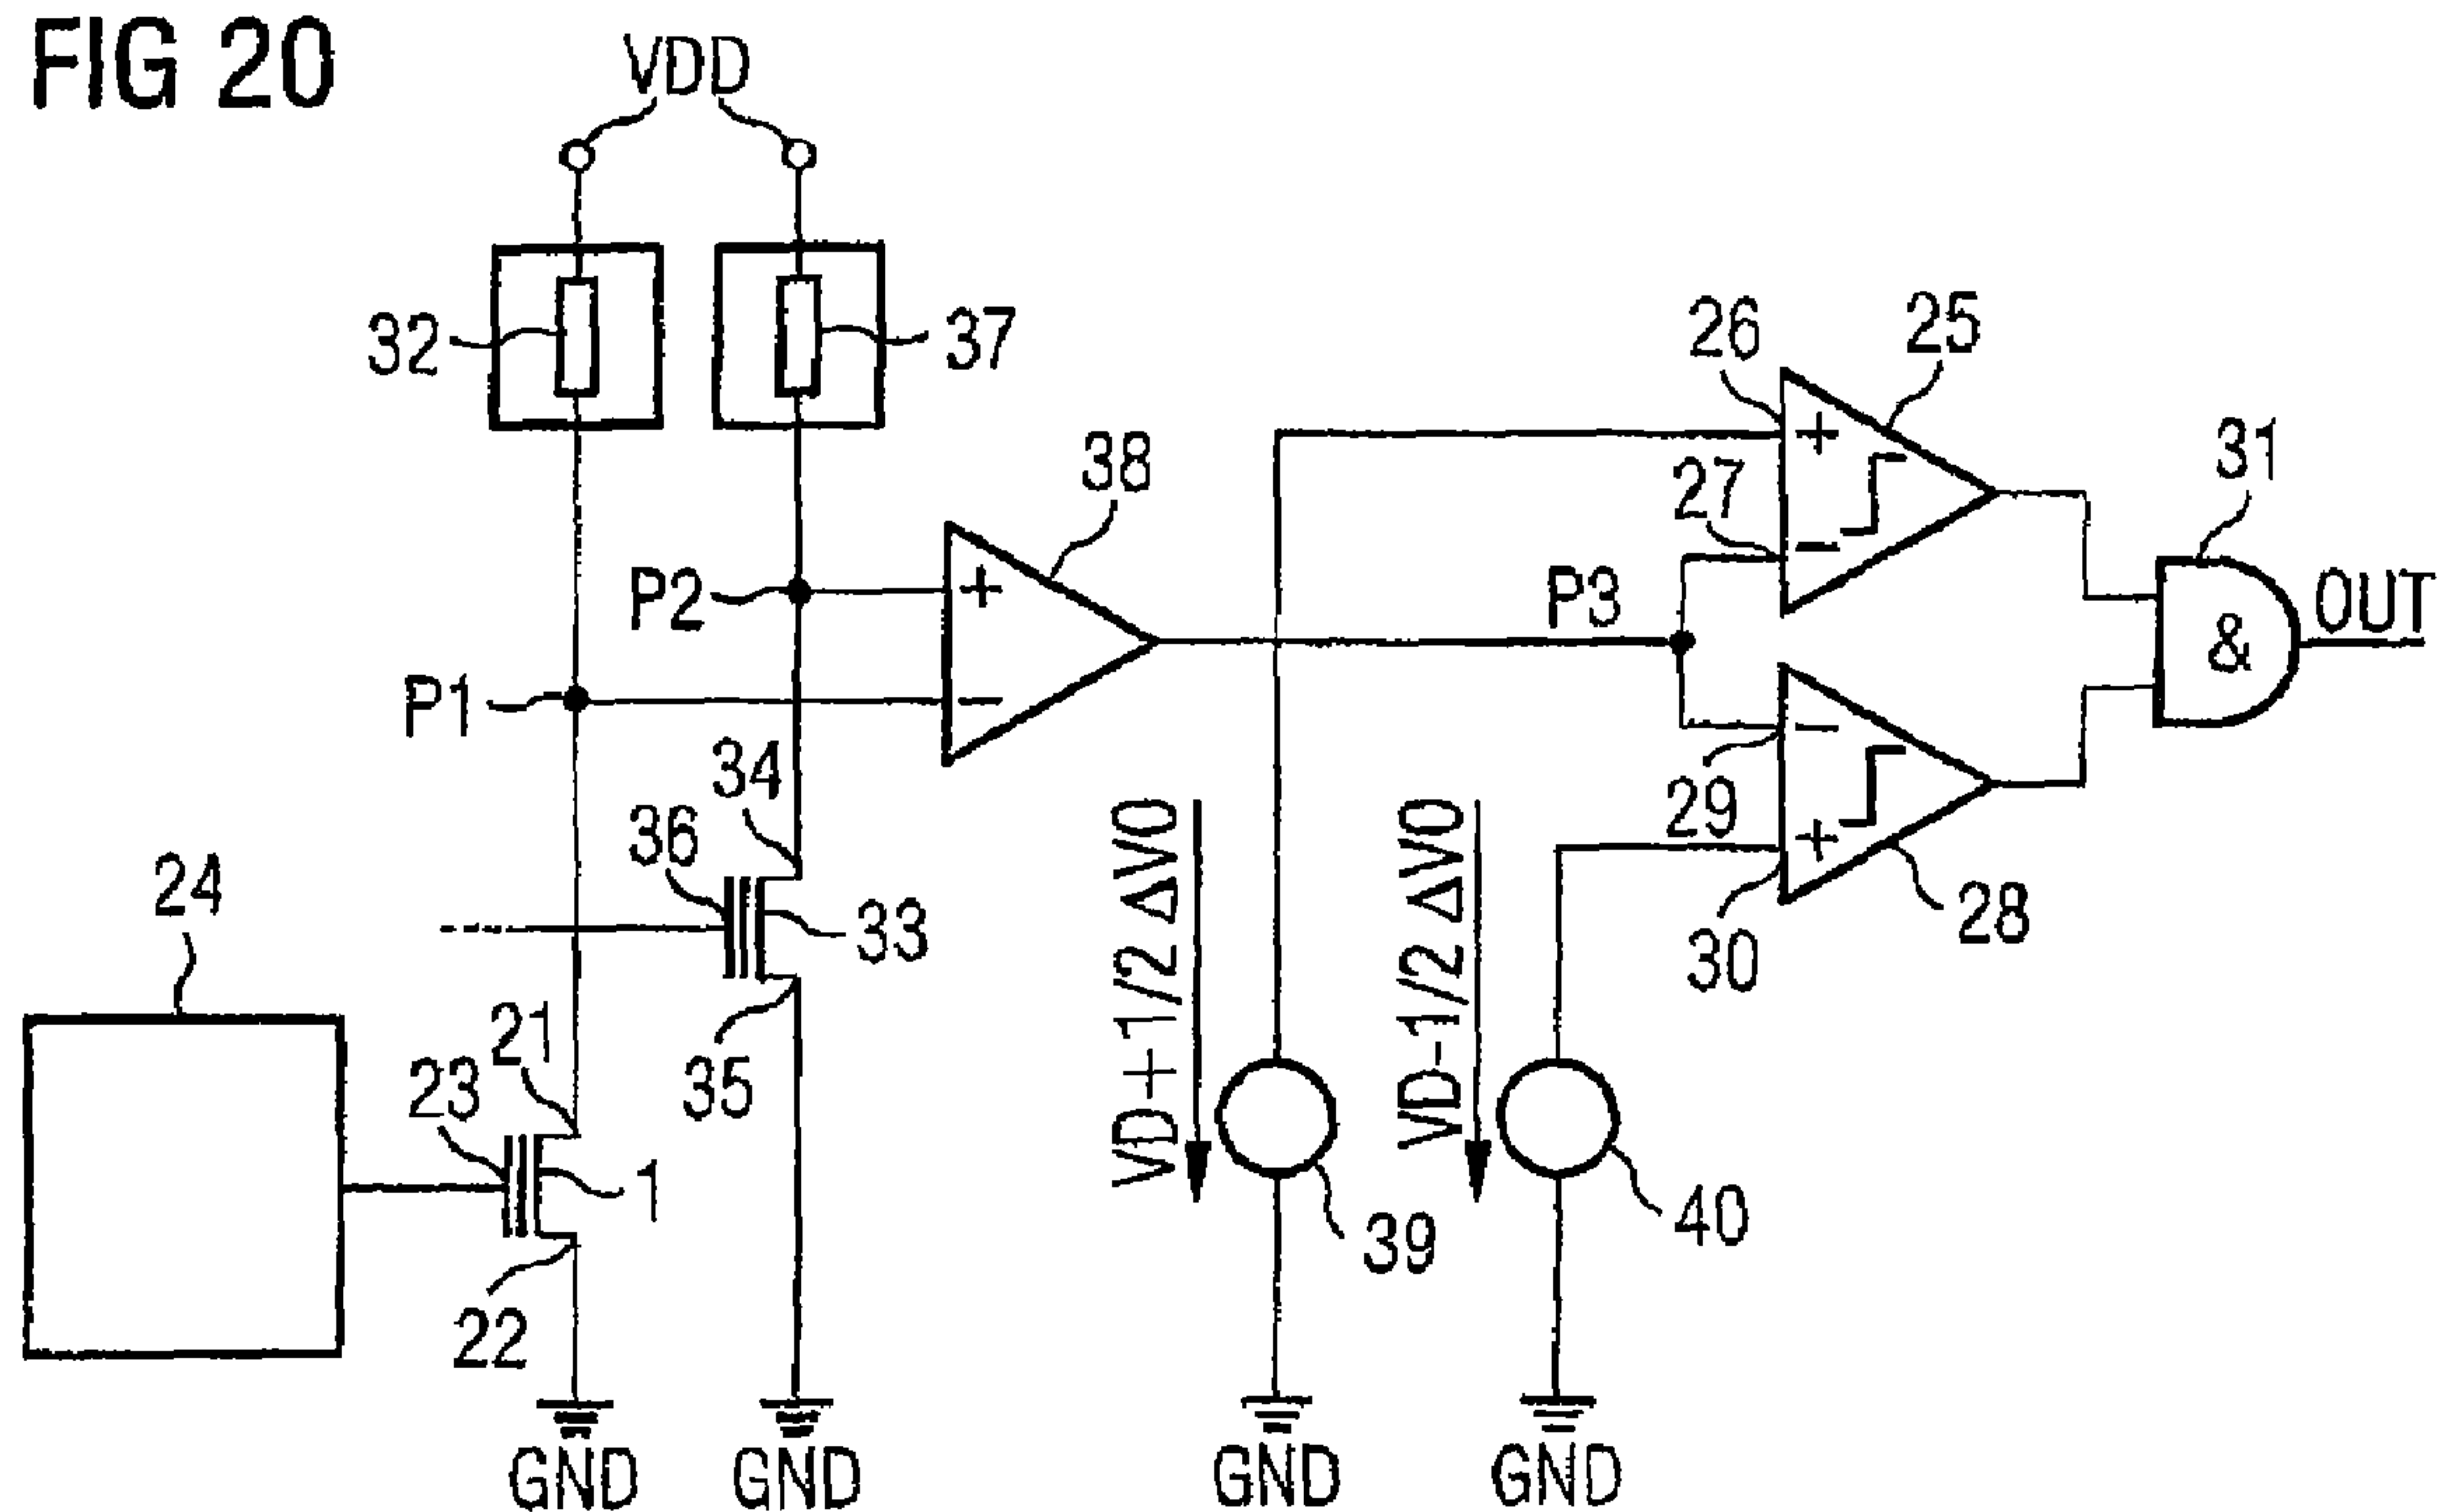 FIG 20
VDD
32
37
26
25
38
27
31
P2
P3
OUT
&
P1
34
36
29
24
33
30
28
21
23
35
1
VD+1/2 ΔV0
VD-1/2 ΔV0
39
40
22
GND
GND
GND
GND
+
-
+
-
-
+